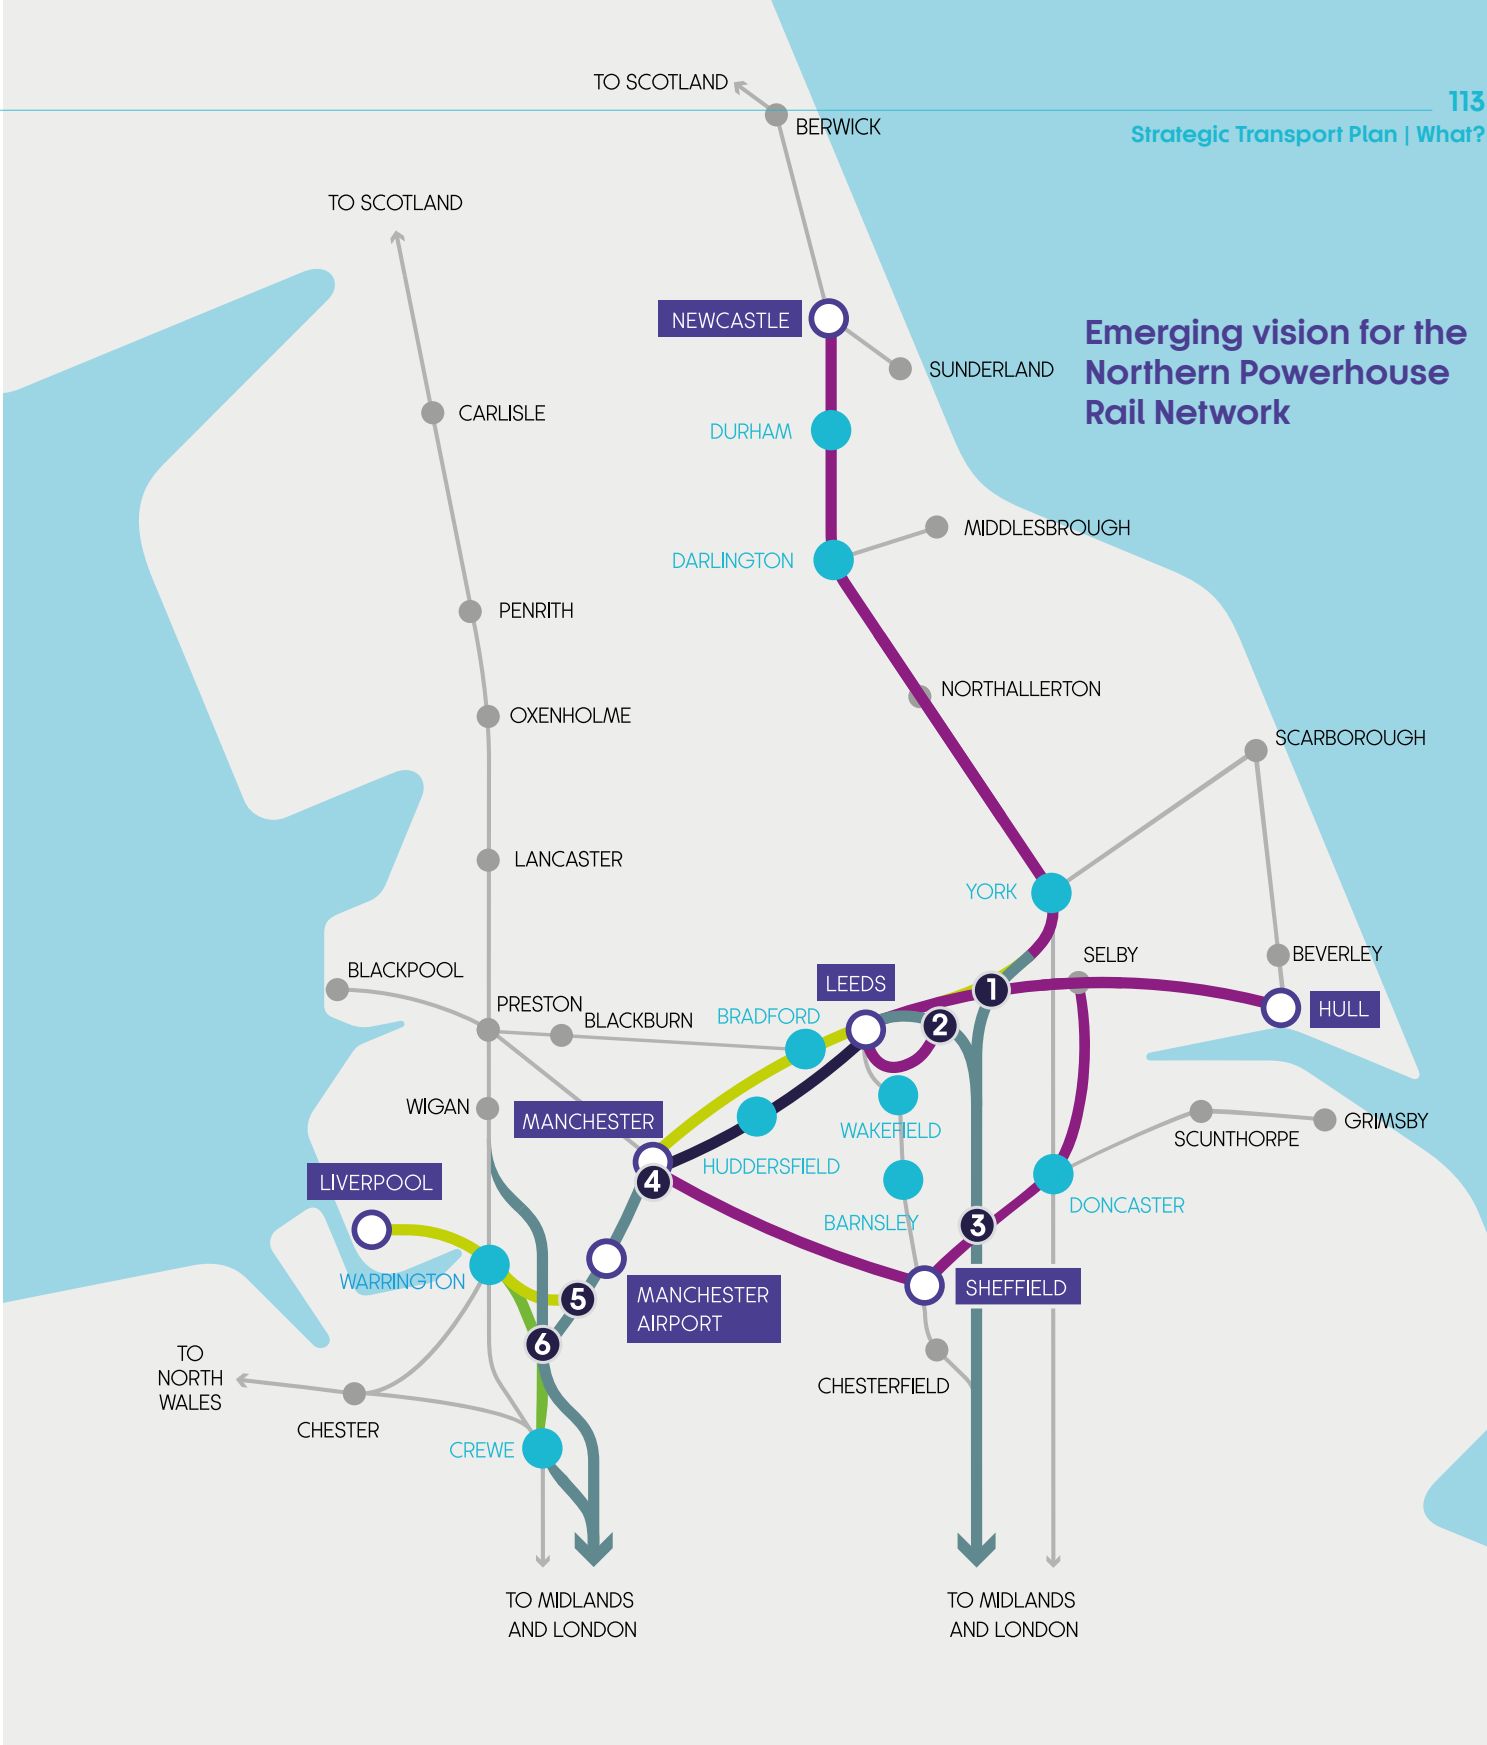 TO SCOTLAND
113
BERWICK
Strategic Transport Plan | What?
TO SCOTLAND
NEWCASTLE
Emerging vision for the
Northern Powerhouse
Rail Network
SUNDERLAND
CARLISLE
DURHAM
MIDDLESBROUGH
DARLINGTON
PENRITH
NORTHALLERTON
OXENHOLME
SCARBOROUGH
LANCASTER
YORK
SELBY
BEVERLEY
BLACKPOOL
LEEDS
1
PRESTON
HULL
BRADFORD
BLACKBURN
2
WIGAN
MANCHESTER
GRIMSBY
WAKEFIELD
SCUNTHORPE
HUDDERSFIELD
4
LIVERPOOL
DONCASTER
BARNSLEY
3
WARRINGTON
SHEFFIELD
5
MANCHESTER
AIRPORT
6
TO
NORTH
WALES
CHESTERFIELD
CHESTER
CREWE
TO MIDLANDS
AND LONDON
TO MIDLANDS
AND LONDON